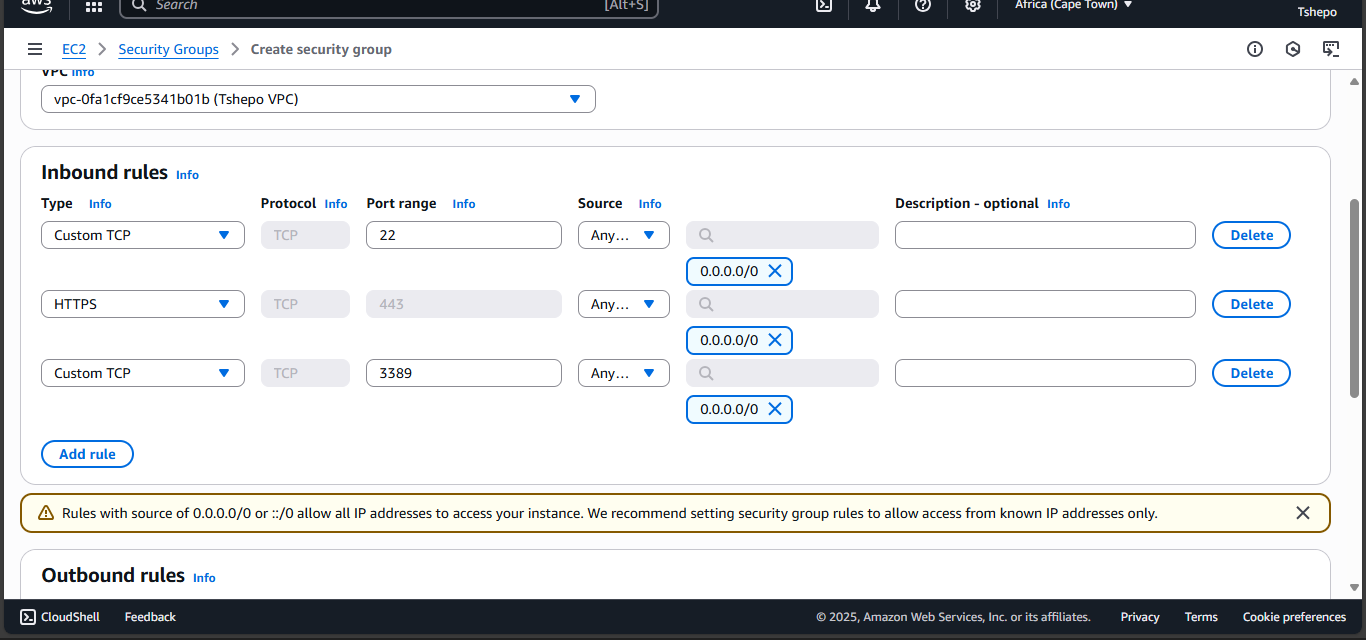 aws Search [Alt+S] Africa (Cape Town)
Tshepo
EC2 Security Groups Create security group
VPC Info
vpc-0fa1cf9ce5341b01b (Tshepo VPC)
Inbound rules Info
Type Info Protocol Info Port range Info Source Info Description - optional Info
Custom TCP TCP 22 Any... Delete
0.0.0.0/0
HTTPS TCP 443 Any... Delete
0.0.0.0/0
Custom TCP TCP 3389 Any... Delete
0.0.0.0/0
Add rule
Rules with source of 0.0.0.0/0 or ::/0 allow all IP addresses to access your instance. We recommend setting security group rules to allow access from known IP addresses only.
Outbound rules Info
CloudShell Feedback © 2025, Amazon Web Services, Inc. or its affiliates. Privacy Terms Cookie preferences